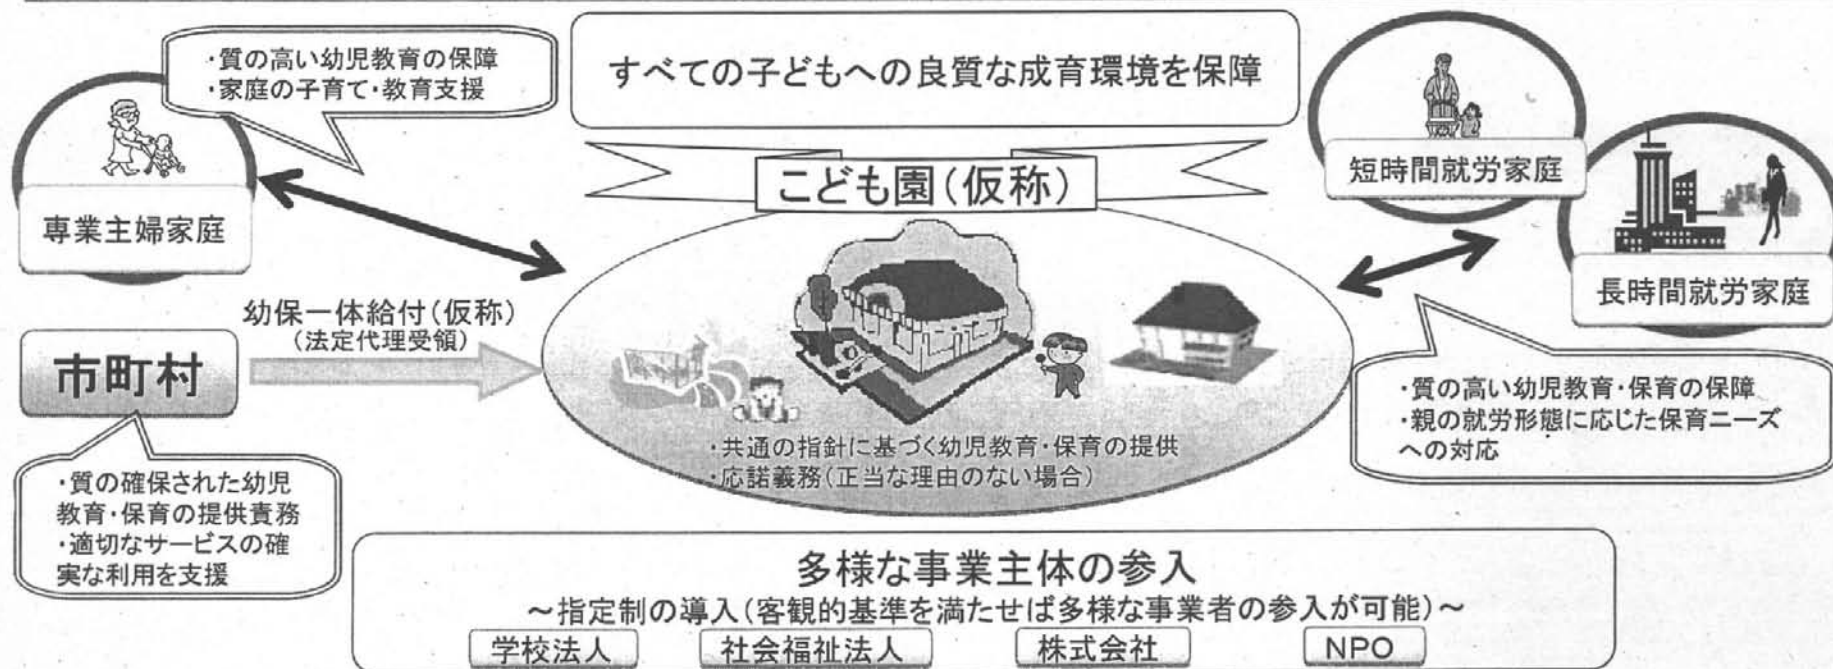 ・質の高い幼児教育の保障
・家庭の子育て・教育支援
すべての子どもへの良質な成育環境を保障
専業主婦家庭
こども園(仮称)
短時間就労家庭
長時間就労家庭
幼保一体給付(仮称)
(法定代理受領)
市町村
・共通の指針に基づく幼児教育・保育の提供
・応諾義務(正当な理由のない場合)
・質の高い幼児教育・保育の保障
・親の就労形態に応じた保育ニーズ
への対応
・質の確保された幼児
教育・保育の提供責務
・適切なサービスの確
実な利用を支援
多様な事業主体の参入
~指定制の導入(客観的基準を満たせば多様な事業者の参入が可能)~
学校法人
社会福祉法人
株式会社
NPO